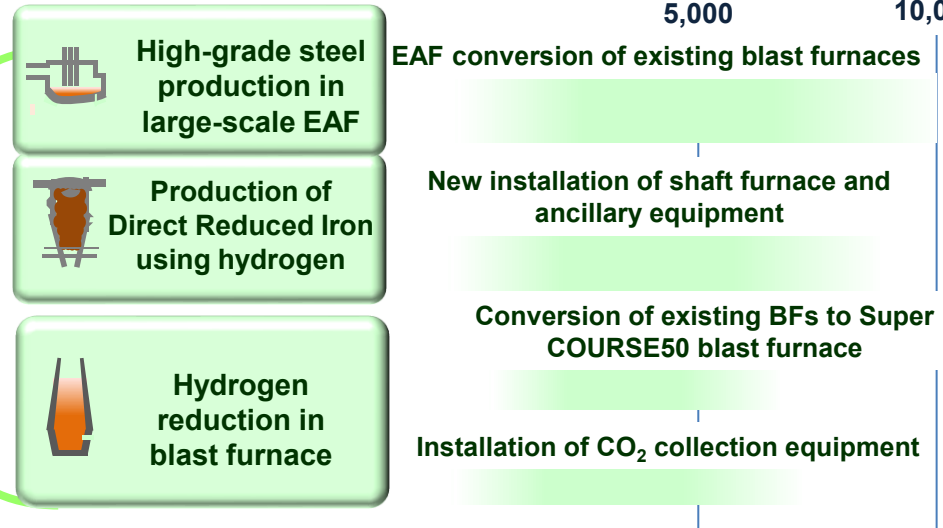 5,000
10,0
High-grade steel
production in
large-scale EAF
EAF conversion of existing blast furnaces
Production of
Direct Reduced Iron
using hydrogen
New installation of shaft furnace and
ancillary equipment
Hydrogen
reduction in
blast furnace
Conversion of existing BFs to Super
COURSE50 blast furnace
Installation of CO₂ collection equipment